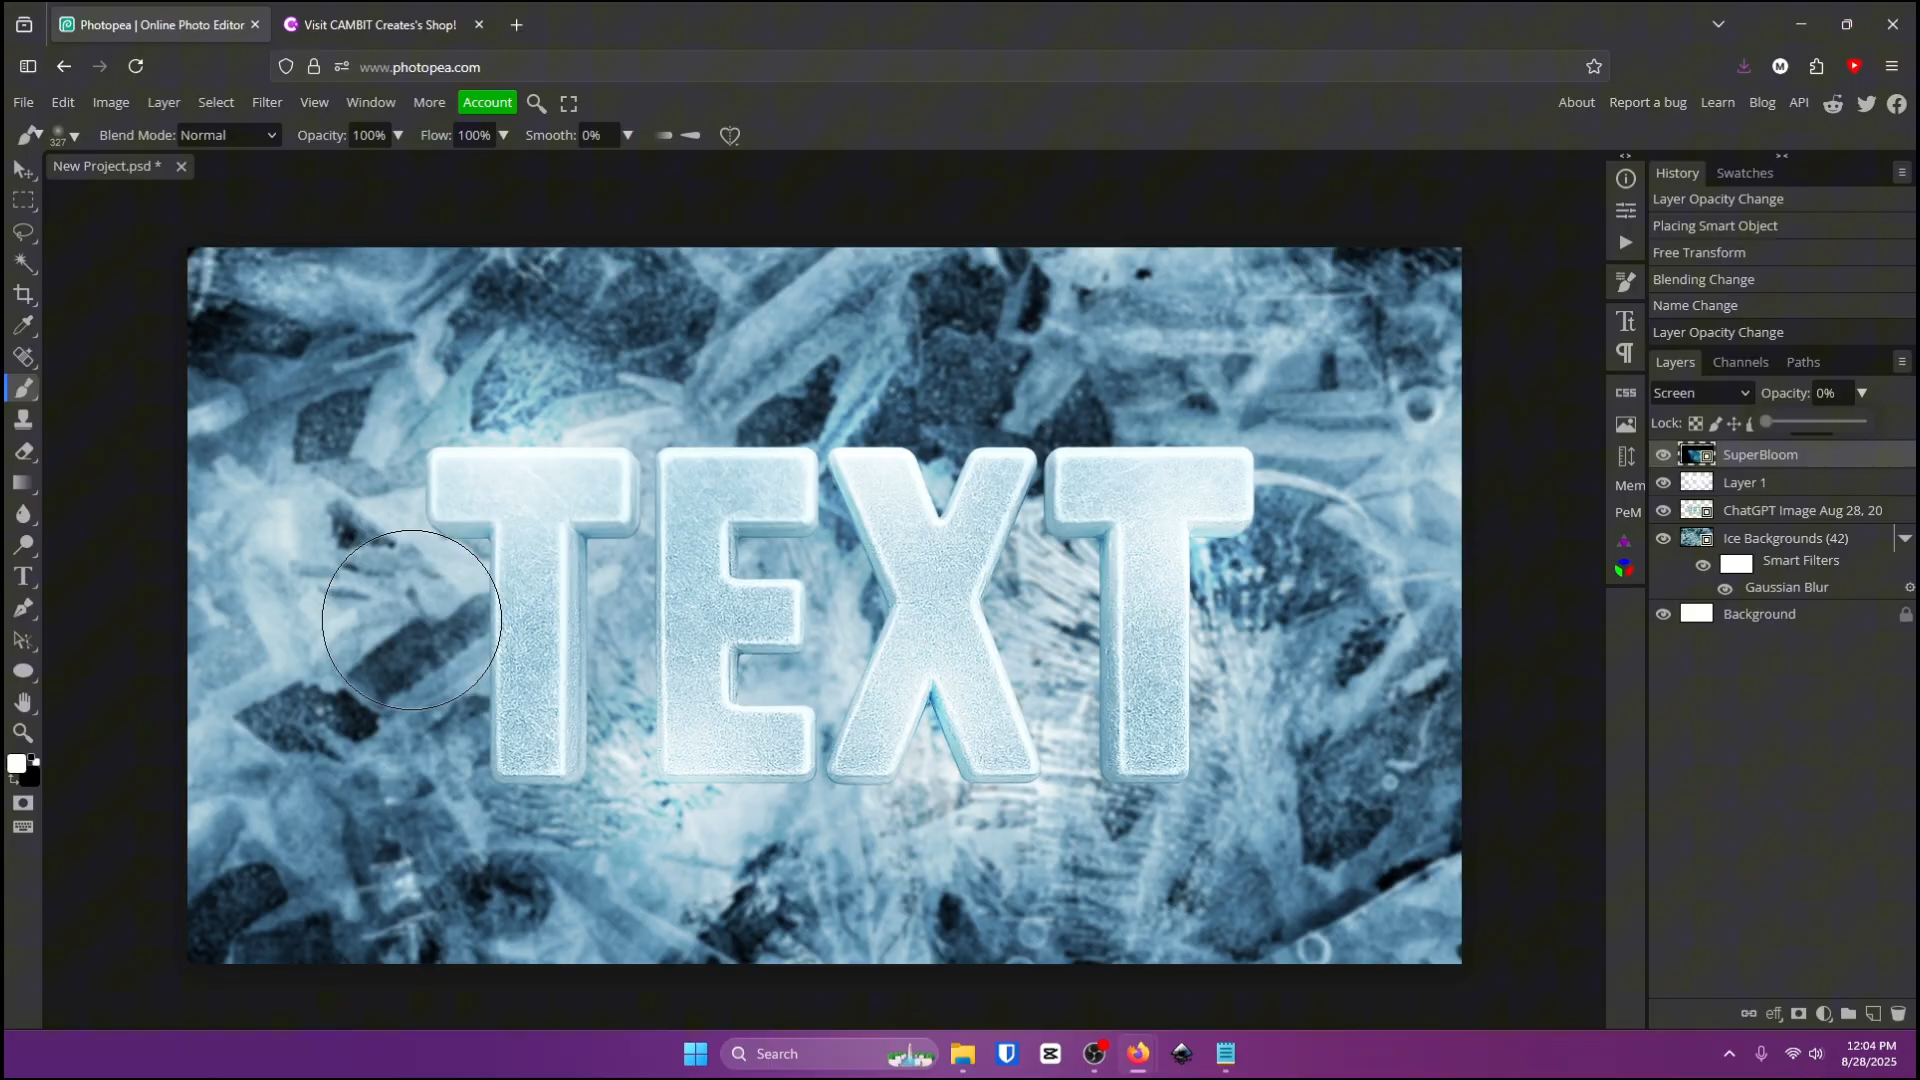 Photopea | Online Photo Editor
Visit CAMBIT Creates's Shop!
www.photopea.com
File Edit Image Layer Select Filter View Window More Account
About Report a bug Learn Blog API
327 Blend Mode: Normal Opacity: 100% Flow: 100% Smooth: 0%
New Project.psd *
History Swatches
Layer Opacity Change
Placing Smart Object
Free Transform
Blending Change
Name Change
Layer Opacity Change
Layers Channels Paths
CSS
Screen Opacity: 0%
Lock:
SuperBloom
Layer 1
Mem
ChatGPT Image Aug 28, 20
PeM
Ice Backgrounds (42)
Smart Filters
Gaussian Blur
Background
TEXT
eff
Search
12:04 PM
8/28/2025